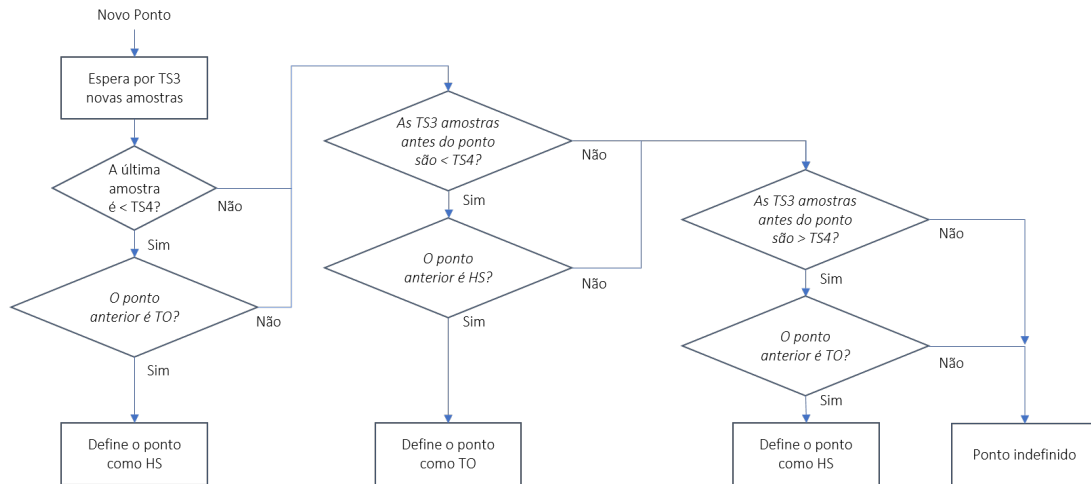 Novo Ponto
Espera por TS3
novas amostras
A última
amostra
é < TS4?
Não
Sim
O ponto
anterior é TO?
Não
Sim
Define o ponto
como HS
As TS3 amostras
antes do ponto
são < TS4?
Não
Sim
O ponto
anterior é HS?
Não
Sim
Define o ponto
como TO
As TS3 amostras
antes do ponto
são > TS4?
Não
Sim
O ponto
anterior é TO?
Não
Sim
Define o ponto
como HS
Ponto indefinido